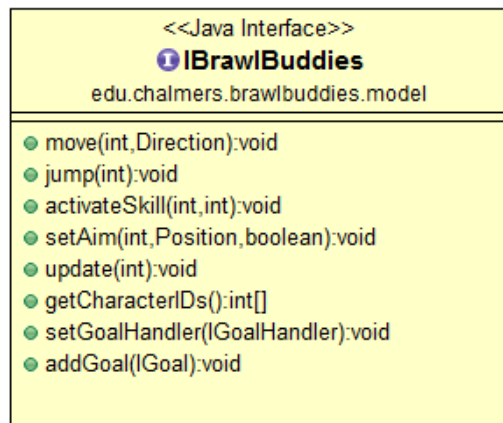 <<Java Interface>>
I IBrawlBuddies
edu.chalmers.brawlbuddies.model
move(int,Direction):void
jump(int):void
activateSkill(int,int):void
setAim(int,Position,boolean):void
update(int):void
getCharacterIDs():int[]
setGoalHandler(IGoalHandler):void
addGoal(IGoal):void